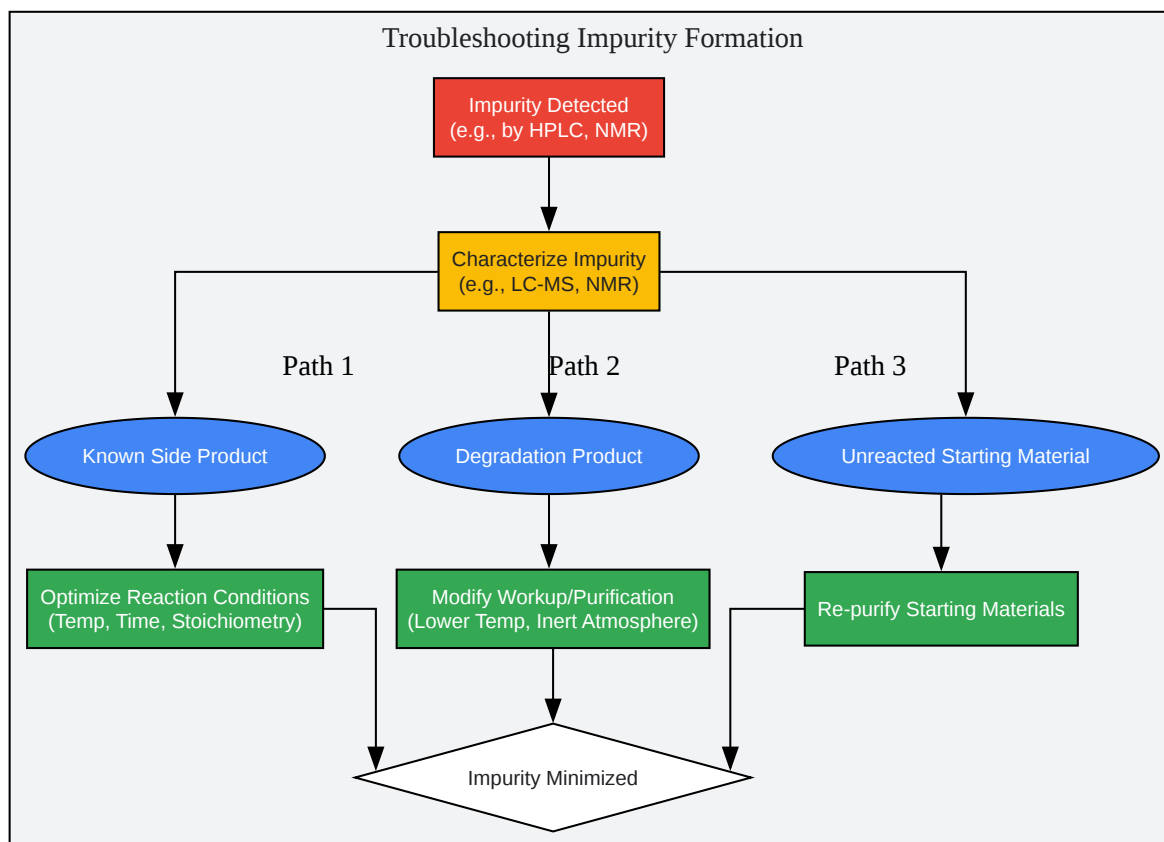 Troubleshooting Impurity Formation
Impurity Detected
(e.g., by HPLC, NMR)
Characterize Impurity
(e.g., LC-MS, NMR)
Path 1
Path 2
Path 3
Known Side Product
Degradation Product
Unreacted Starting Material
Optimize Reaction Conditions
(Temp, Time, Stoichiometry)
Modify Workup/Purification
(Lower Temp, Inert Atmosphere)
Re-purify Starting Materials
Impurity Minimized